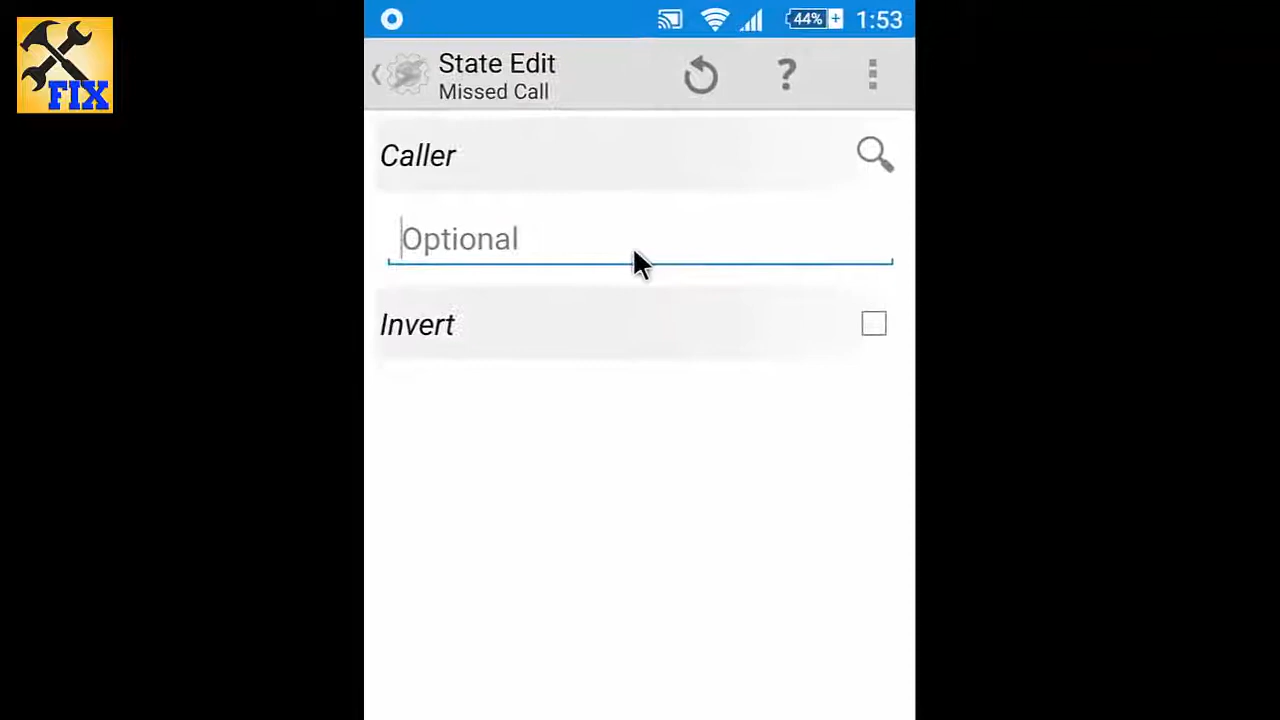 FIX
44%
1:53
State Edit
?
Missed Call
Caller
Optional
Invert